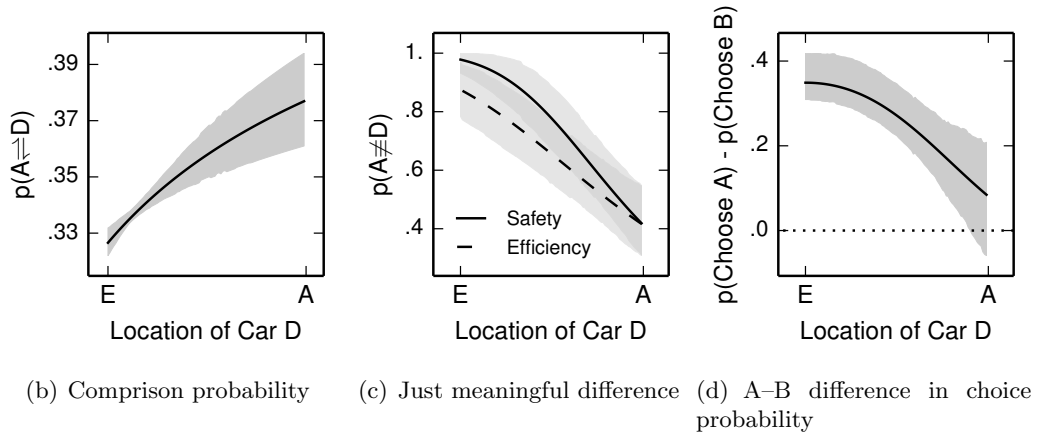 p(A⇌D)
.39
.37
.35
.33
E
A
Location of Car D
(b) Comprison probability
p(A≢D)
1.
.8
.6
.4
Safety
Efficiency
E
A
Location of Car D
(c) Just meaningful difference
p(Choose A) - p(Choose B)
.4
.2
.0
E
A
Location of Car D
(d) A–B difference in choice
probability